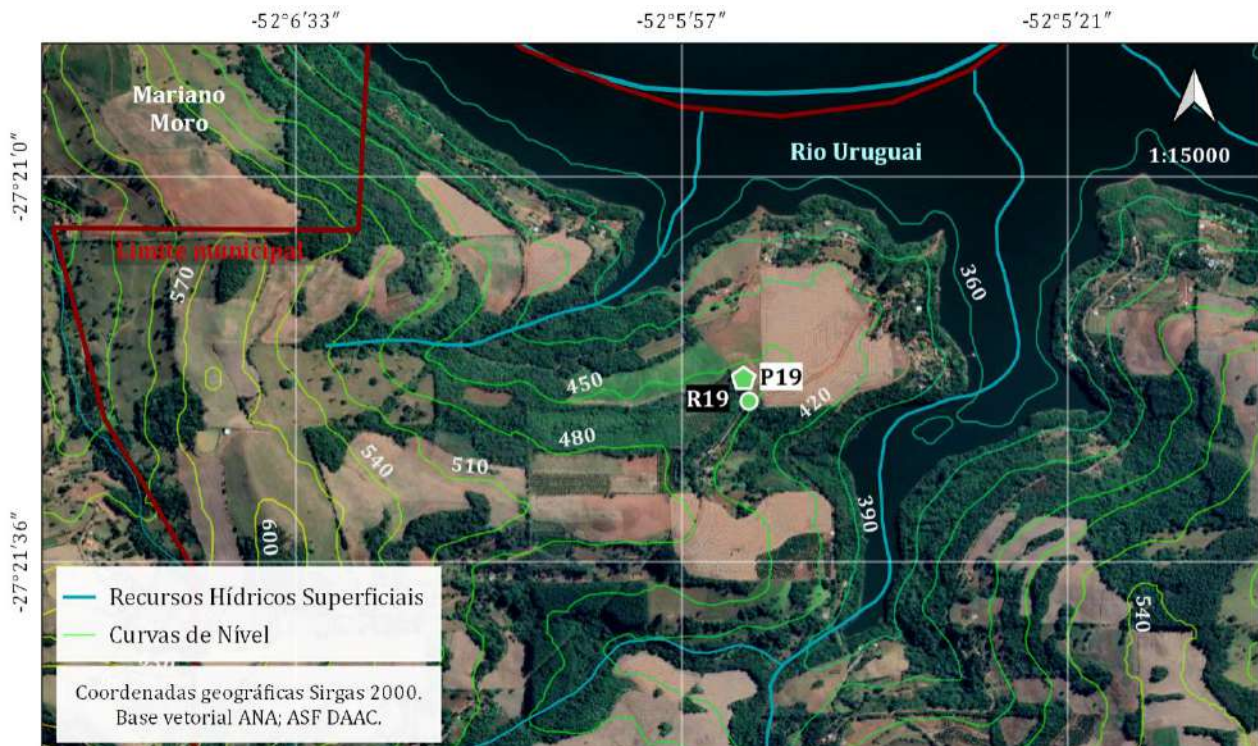 -52°6′33″
-52°5′57″
-52°5′21″
Mariano
Moro
-27°21′0″
Rio Uruguai
1:15000
Limite municipal
570
360
450
P19
R19
420
480
540
510
390
600
-27°21′36″
540
Recursos Hídricos Superficiais
Curvas de Nível
Coordenadas geográficas Sirgas 2000.
Base vetorial ANA; ASF DAAC.